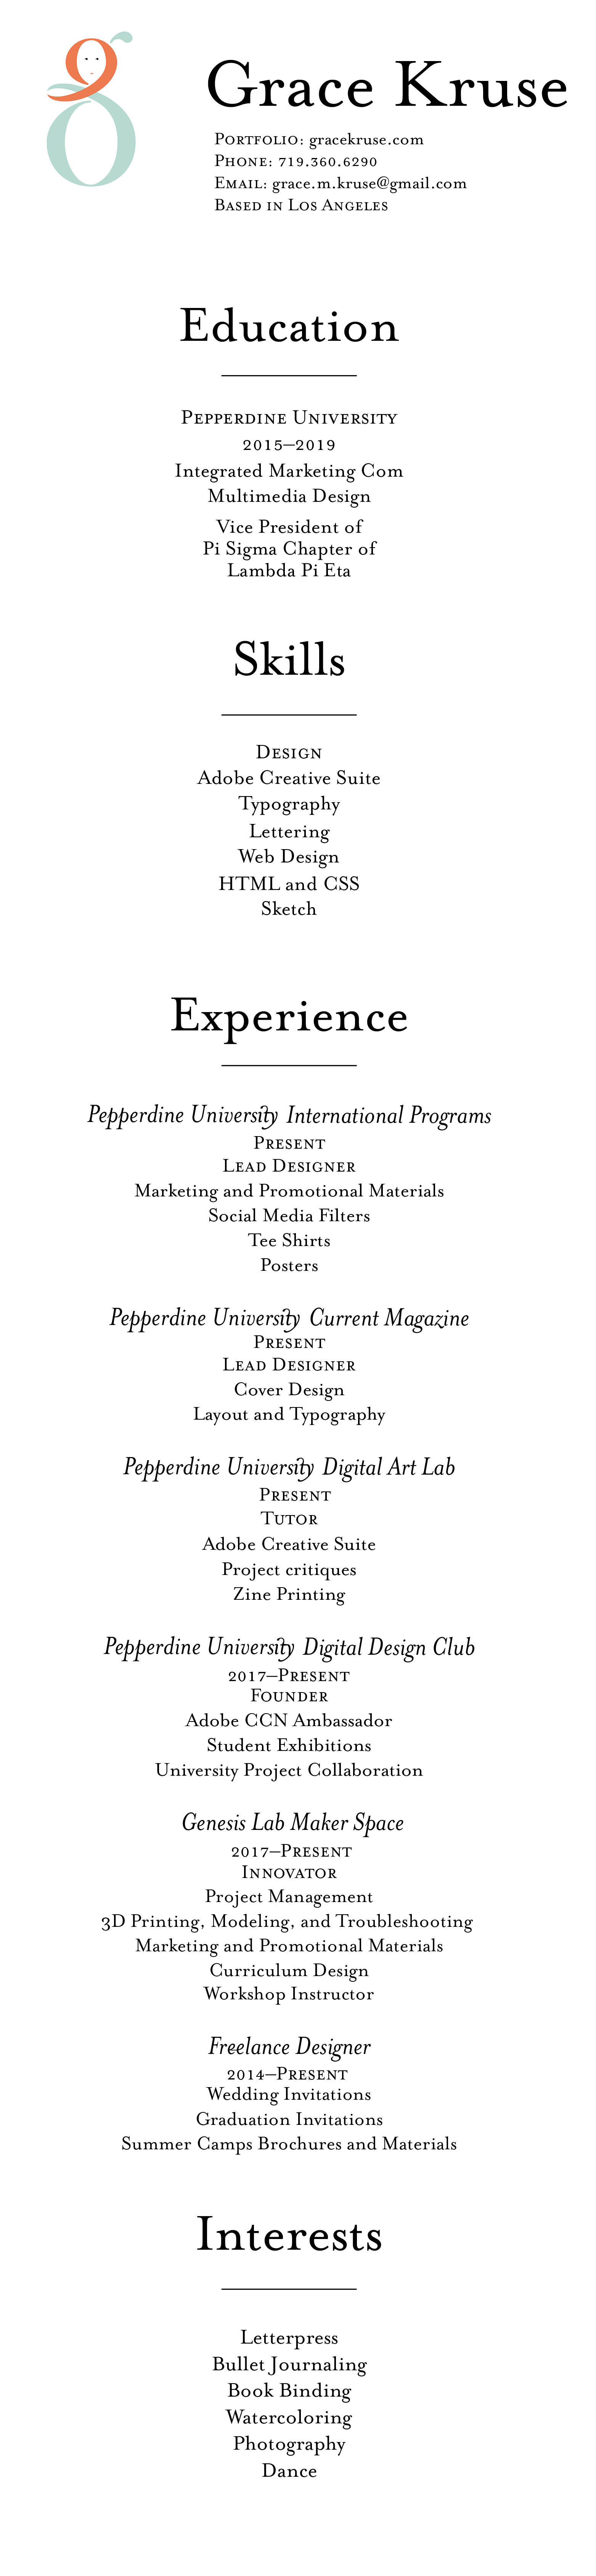 Grace Kruse
Portfolio: gracekruse.com
Phone: 719.360.6290
Email: grace.m.kruse@gmail.com
Based in Los Angeles
Education
Pepperdine University
2015–2019
Integrated Marketing Com
Multimedia Design
Vice President of
Pi Sigma Chapter of
Lambda Pi Eta
Skills
Design
Adobe Creative Suite
Typography
Lettering
Web Design
HTML and CSS
Sketch
Experience
Pepperdine University International Programs
Present
Lead Designer
Marketing and Promotional Materials
Social Media Filters
Tee Shirts
Posters
Pepperdine University Current Magazine
Present
Lead Designer
Cover Design
Layout and Typography
Pepperdine University Digital Art Lab
Present
Tutor
Adobe Creative Suite
Project critiques
Zine Printing
Pepperdine University Digital Design Club
2017–Present
Founder
Adobe CCN Ambassador
Student Exhibitions
University Project Collaboration
Genesis Lab Maker Space
2017–Present
Innovator
Project Management
3D Printing, Modeling, and Troubleshooting
Marketing and Promotional Materials
Curriculum Design
Workshop Instructor
Freelance Designer
2014–Present
Wedding Invitations
Graduation Invitations
Summer Camps Brochures and Materials
Interests
Letterpress
Bullet Journaling
Book Binding
Watercoloring
Photography
Dance